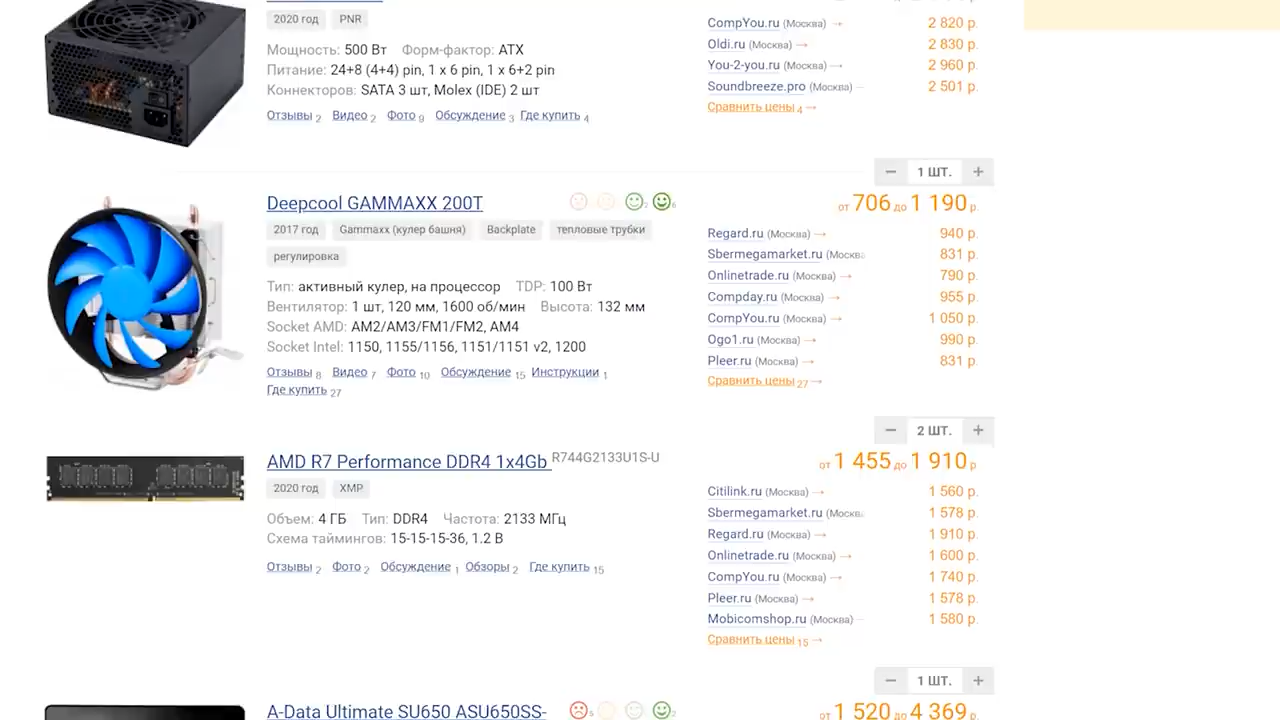 2020 год PNR
Мощность: 500 Вт Форм-фактор: ATX
Питание: 24+8 (4+4) pin, 1 x 6 pin, 1 x 6+2 pin
Коннекторов: SATA 3 шт, Molex (IDE) 2 шт
Отзывы 2 Видео 2 Фото 9 Обсуждение 3 Где купить 4
CompYou.ru (Москва) → 2 820 р.
Oldi.ru (Москва) → 2 830 р.
You-2-you.ru (Москва) → 2 960 р.
Soundbreeze.pro (Москва) 2 501 р.
Сравнить цены 4 →
− 1 ШТ. +
Deepcool GAMMAXX 200T 2 6
от 706 до 1 190 р.
2017 год Gammaxx (кулер башня) Backplate тепловые трубки
регулировка
Тип: активный кулер, на процессор TDP: 100 Вт
Вентилятор: 1 шт, 120 мм, 1600 об/мин Высота: 132 мм
Socket AMD: AM2/AM3/FM1/FM2, AM4
Socket Intel: 1150, 1155/1156, 1151/1151 v2, 1200
Отзывы 8 Видео 7 Фото 10 Обсуждение 15 Инструкции 1
Где купить 27
Regard.ru (Москва) → 940 р.
Sbermegamarket.ru (Москва 831 р.
Onlinetrade.ru (Москва) → 790 р.
Compday.ru (Москва) → 955 р.
CompYou.ru (Москва) → 1 050 р.
Ogo1.ru (Москва) → 990 р.
Pleer.ru (Москва) → 831 р.
Сравнить цены 27 →
− 2 ШТ. +
AMD R7 Performance DDR4 1x4Gb R744G2133U1S-U
от 1 455 до 1 910 р
2020 год XMP
Объем: 4 ГБ Тип: DDR4 Частота: 2133 МГц
Схема таймингов: 15-15-15-36, 1.2 В
Отзывы 2 Фото 2 Обсуждение 1 Обзоры 2 Где купить 15
Citilink.ru (Москва) → 1 560 р.
Sbermegamarket.ru (Москва 1 578 р.
Regard.ru (Москва) → 1 910 р.
Onlinetrade.ru (Москва) → 1 600 р.
CompYou.ru (Москва) → 1 740 р.
Pleer.ru (Москва) → 1 578 р.
Mobicomshop.ru (Москва) 1 580 р.
Сравнить цены 15 →
− 1 ШТ. +
A-Data Ultimate SU650 ASU650SS- 5 2
от 1 520 до 4 369 р.